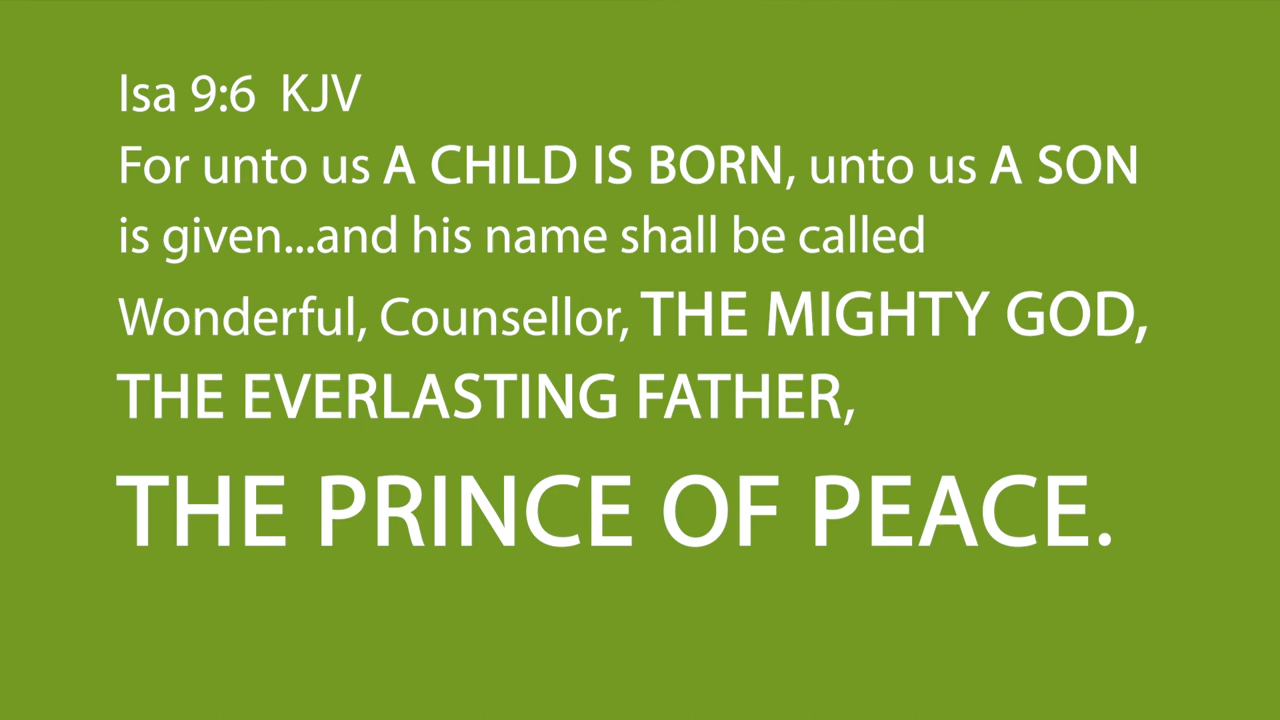 Isa 9:6  KJV
For unto us A CHILD IS BORN, unto us A SON
is given...and his name shall be called
Wonderful, Counsellor, THE MIGHTY GOD,
THE EVERLASTING FATHER,
THE PRINCE OF PEACE.